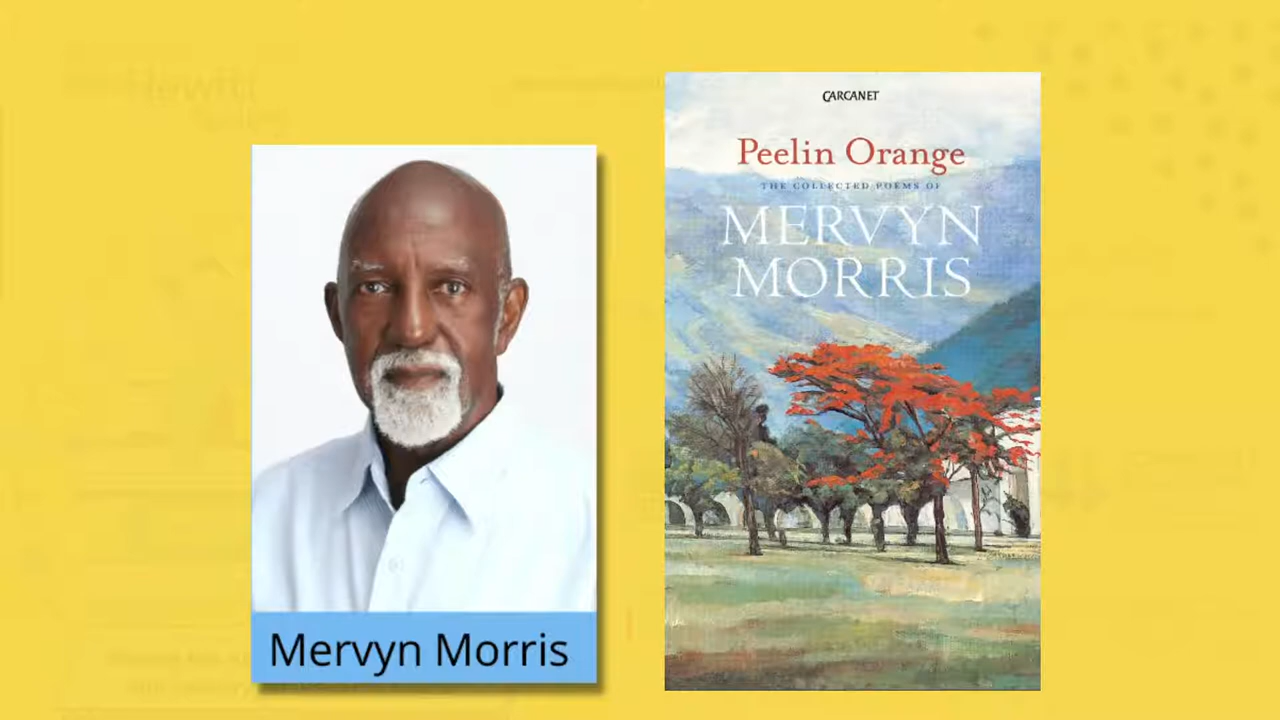 Mervyn Morris
CARCANET
Peelin Orange
THE COLLECTED POEMS OF
MERVYN
MORRIS